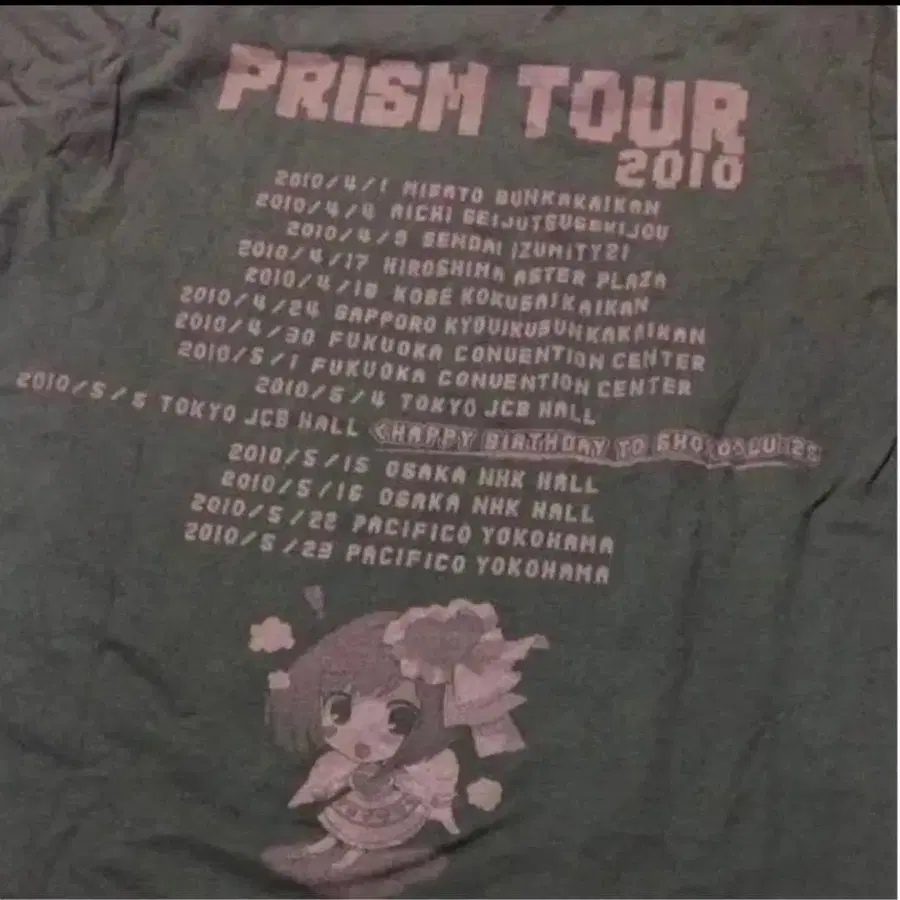 PRISM TOUR
2010
2010/4/1 MISATO BUNKAKAIKAN
2010/4/4 AICHI GEIJUTSUGEKIJOU
2010/4/9 SENDAI IZUMITY21
2010/4/17 HIROSHIMA ASTER PLAZA
2010/4/18 KOBE KOKUSAIKAIKAN
2010/4/24 SAPPORO KYOUIKUBUNKAKAIKAN
2010/4/30 FUKUOKA CONVENTION CENTER
2010/5/1 FUKUOKA CONVENTION CENTER
2010/5/4 TOKYO JCB HALL
2010/5/5 TOKYO JCB HALL <HAPPY BIRTHDAY TO
2010/5/15 OSAKA NHK HALL
2010/5/16 OSAKA NHK HALL
2010/5/22 PACIFICO YOKOHAMA
2010/5/23 PACIFICO YOKOHAMA